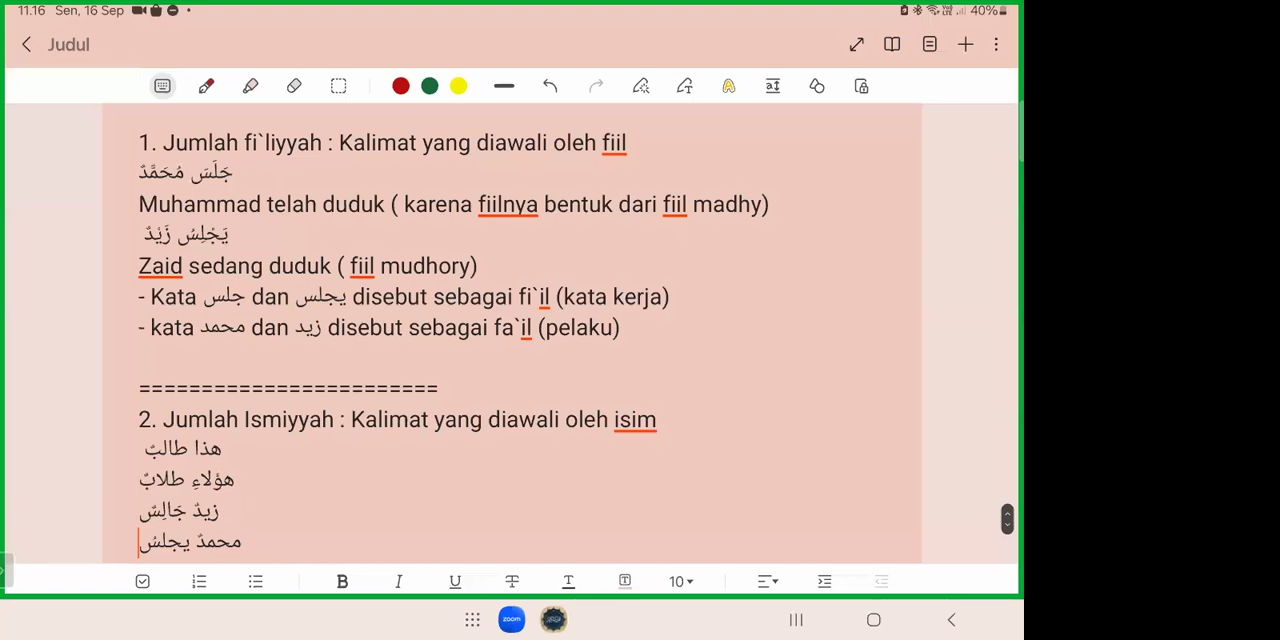 11.16 Sen, 16 Sep 40%
Judul
1. Jumlah fi`liyyah : Kalimat yang diawali oleh fiil
جَلَسَ مُحَمَّدٌ
Muhammad telah duduk ( karena fiilnya bentuk dari fiil madhy)
يَجْلِسُ زَيْدٌ
Zaid sedang duduk ( fiil mudhory)
- Kata جلس dan يجلس disebut sebagai fi`il (kata kerja)
- kata محمد dan زيد disebut sebagai fa`il (pelaku)
========================
2. Jumlah Ismiyyah : Kalimat yang diawali oleh isim
هذا طالبٌ
هؤلاءِ طلابٌ
زيدٌ جَالِسٌ
محمدٌ يجلسُ
B I U T T T 10
zoom